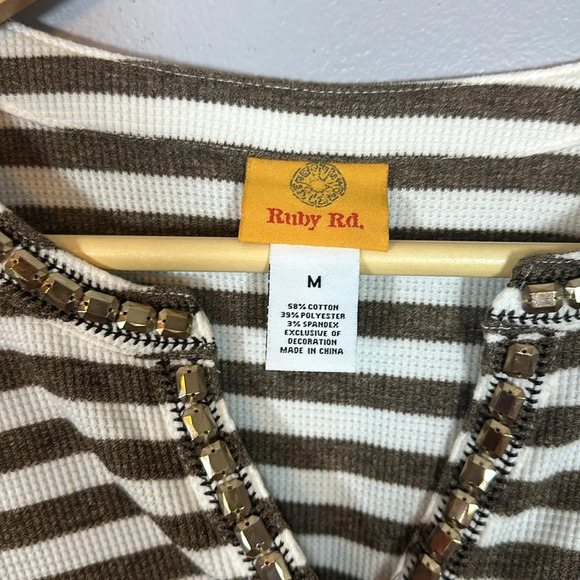 Ruby Rd.
M
58% COTTON
39% POLYESTER
3% SPANDEX
EXCLUSIVE OF
DECORATION
MADE IN CHINA